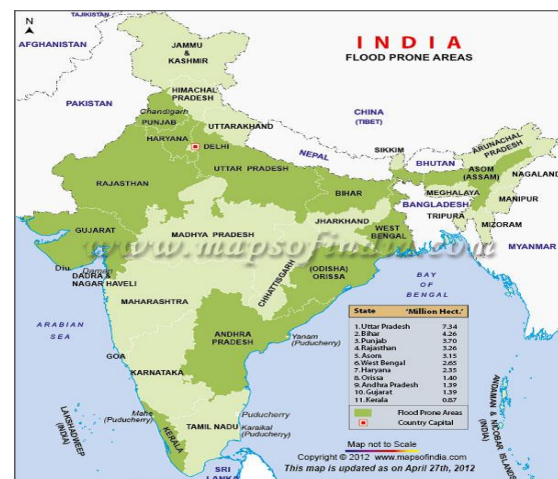 N
TAJIKISTAN
AFGHANISTAN
INDIA
FLOOD PRONE AREAS
JAMMU
&
KASHMIR
PAKISTAN
HIMACHAL
PRADESH
Chandigarh
PUNJAB
UTTARAKHAND
CHINA
(TIBET)
HARYANA
DELHI
NEPAL
SIKKIM
ARUNACHAL
PRADESH
BHUTAN
ASOM
(ASSAM)
NAGALAND
RAJASTHAN
UTTAR PRADESH
BIHAR
MEGHALAYA
BANGLADESH
MANIPUR
TRIPURA
MIZORAM
JHARKHAND
WEST
BENGAL
GUJARAT
MADHYA PRADESH
MYANMAR
www.mapsofindia.com
CHHATTISGARH
(ODISHA)
ORISSA
Diu
Daman
DADRA &
NAGAR HAVELI
MAHARASHTRA
BAY
OF
BENGAL
ARABIAN
SEA
ANDHRA
PRADESH
Yanam
(Puducherry)
GOA
KARNATAKA
State 'Million Hect.'
1. Uttar Pradesh 7.34
2. Bihar 4.26
3. Punjab 3.70
4. Rajasthan 3.26
5. Asom 3.15
6. West Bengal 2.65
7. Haryana 2.35
8. Orissa 1.40
9. Andhra Pradesh 1.39
10. Gujarat 1.39
11. Kerala 0.87
Flood Prone Areas
Country Capital
Mahe
(Puducherry)
Puducherry
Karaikal
(Puducherry)
TAMIL NADU
KERALA
LAKSHADWEEP
(INDIA)
ANDAMAN & NICOBAR ISLANDS
(INDIA)
SRI
LANKA
Map not to Scale
Copyright © 2012 www.mapsofindia.com
This map is updated as on April 27th, 2012